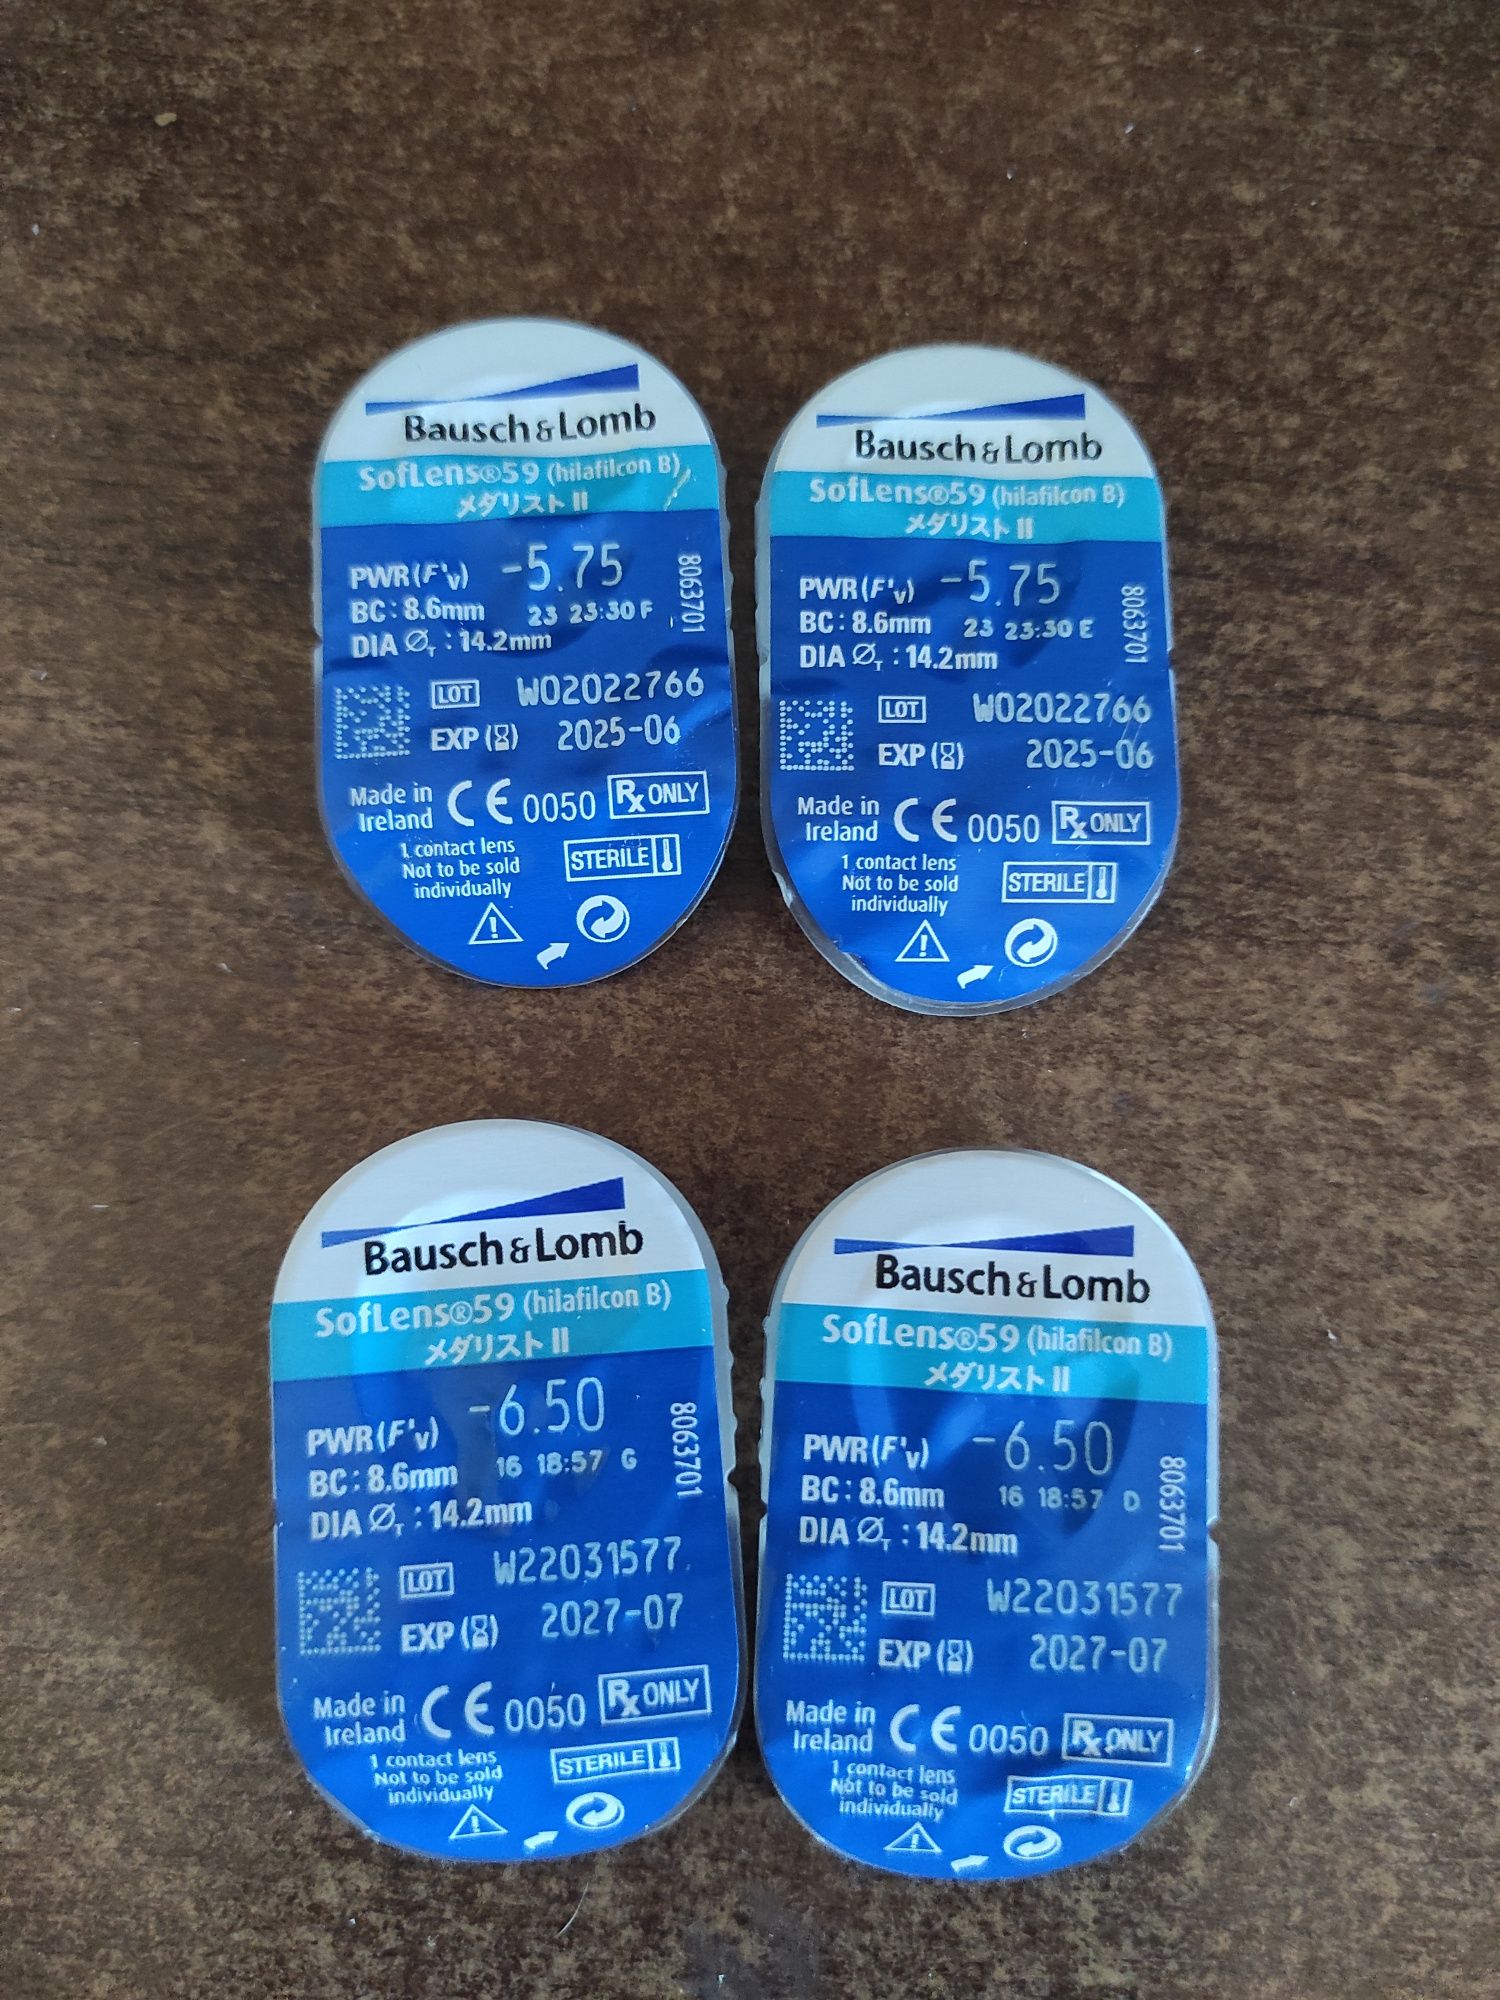 Bausch & Lomb
SofLens®59 (hilafilcon B)
メダリスト II
PWR (F'v) -5.75
BC : 8.6mm 23 23:30 F
DIA ∅T : 14.2mm
8063701
LOT W02022766
EXP 2025-06
Made in Ireland CE 0050 Rx ONLY
1 contact lens
Not to be sold
individually
STERILE
!
Bausch & Lomb
SofLens®59 (hilafilcon B)
メダリスト II
PWR (F'v) -5.75
BC : 8.6mm 23 23:30 E
DIA ∅T : 14.2mm
8063701
LOT W02022766
EXP 2025-06
Made in Ireland CE 0050 Rx ONLY
1 contact lens
Not to be sold
individually
STERILE
!
Bausch & Lomb
SofLens®59 (hilafilcon B)
メダリスト II
PWR (F'v) -6.50
BC : 8.6mm 16 18:57 G
DIA ∅T : 14.2mm
8063701
LOT W22031577
EXP 2027-07
Made in Ireland CE 0050 Rx ONLY
1 contact lens
Not to be sold
individually
STERILE
!
Bausch & Lomb
SofLens®59 (hilafilcon B)
メダリスト II
PWR (F'v) -6.50
BC : 8.6mm 16 18:57 D
DIA ∅T : 14.2mm
8063701
LOT W22031577
EXP 2027-07
Made in Ireland CE 0050 Rx ONLY
1 contact lens
Not to be sold
individually
STERILE
!